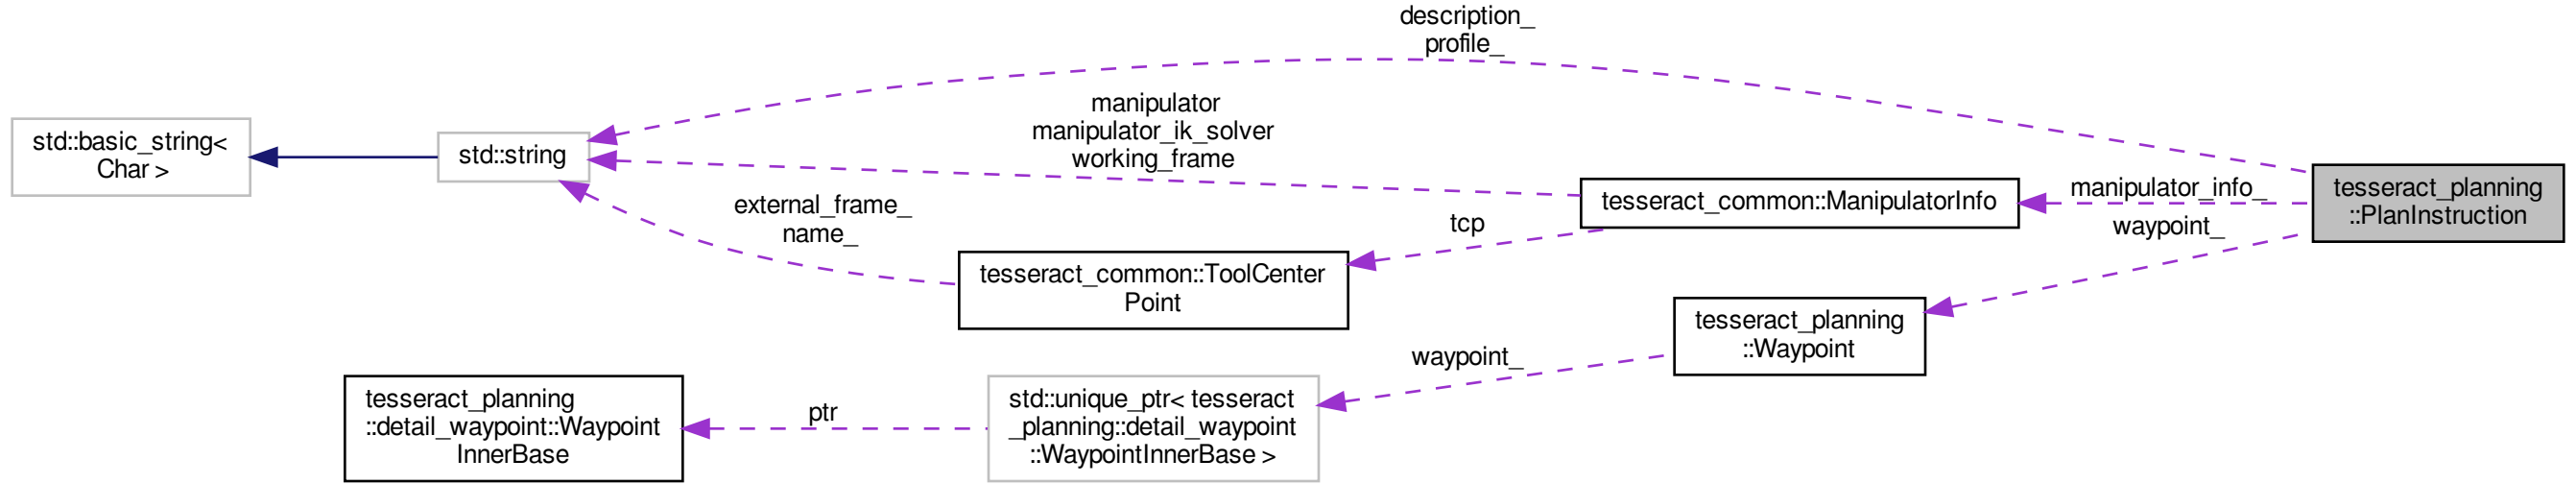 description_
profile_
manipulator
manipulator_ik_solver
working_frame
std::basic_string<
Char >
std::string
external_frame_
name_
tcp
tesseract_common::ManipulatorInfo
manipulator_info_
waypoint_
tesseract_planning
::PlanInstruction
tesseract_common::ToolCenter
Point
tesseract_planning
::Waypoint
waypoint_
tesseract_planning
::detail_waypoint::Waypoint
InnerBase
ptr
std::unique_ptr< tesseract
_planning::detail_waypoint
::WaypointInnerBase >